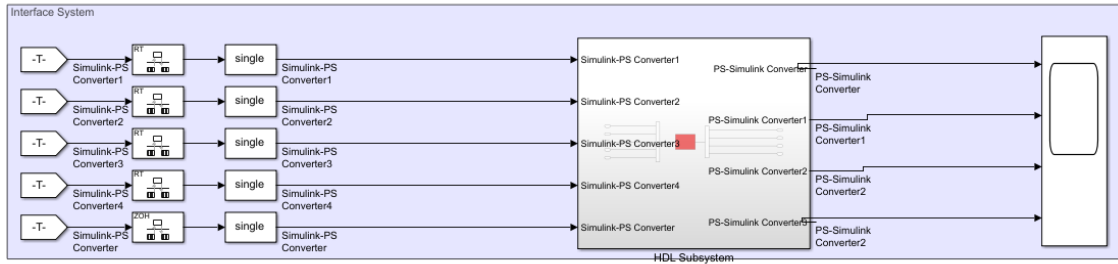 Interface System
-T-
Simulink-PS
Converter1
RT
single
Simulink-PS
Converter1
-T-
Simulink-PS
Converter2
RT
single
Simulink-PS
Converter2
-T-
Simulink-PS
Converter3
RT
single
Simulink-PS
Converter3
-T-
Simulink-PS
Converter4
RT
single
Simulink-PS
Converter4
-T-
Simulink-PS
Converter
ZOH
single
Simulink-PS
Converter
Simulink-PS Converter1
Simulink-PS Converter2
Simulink-PS Converter3
Simulink-PS Converter4
Simulink-PS Converter
PS-Simulink Converter
PS-Simulink Converter1
PS-Simulink Converter2
PS-Simulink Converter3
HDL Subsystem
PS-Simulink
Converter
PS-Simulink
Converter1
PS-Simulink
Converter2
PS-Simulink
Converter2